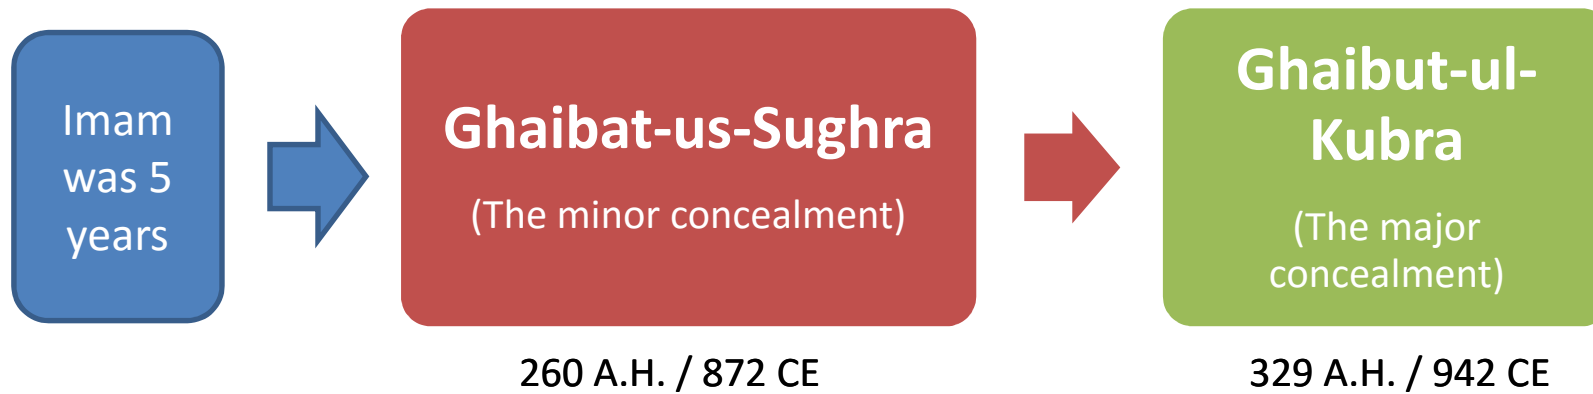 Imam
was 5
years
Ghaibat-us-Sughra
(The minor concealment)
260 A.H. / 872 CE
Ghaibut-ul-
Kubra
(The major
concealment)
329 A.H. / 942 CE